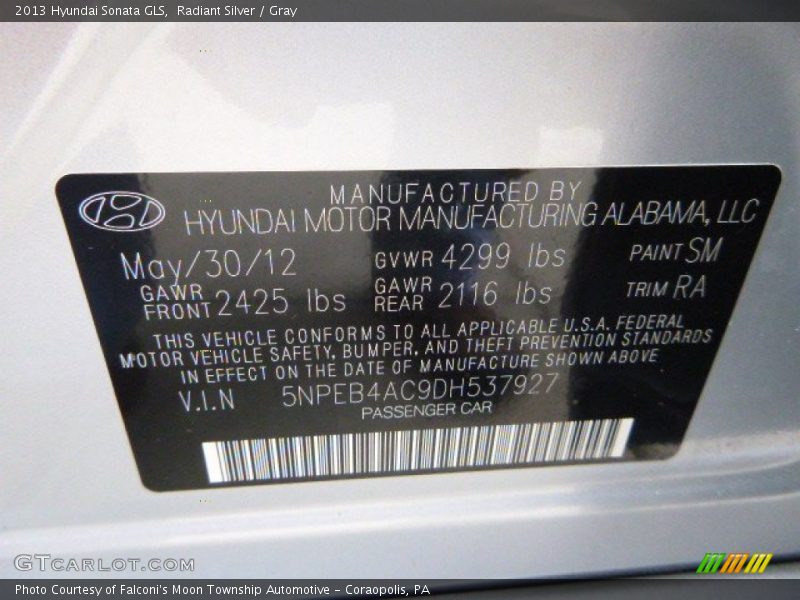 2013 Hyundai Sonata GLS, Radiant Silver / Gray
MANUFACTURED BY
HYUNDAI MOTOR MANUFACTURING ALABAMA, LLC
May/30/12 GVWR 4299 lbs PAINT SM
GAWR FRONT 2425 lbs GAWR REAR 2116 lbs TRIM RA
THIS VEHICLE CONFORMS TO ALL APPLICABLE U.S.A. FEDERAL
MOTOR VEHICLE SAFETY, BUMPER, AND THEFT PREVENTION STANDARDS
IN EFFECT ON THE DATE OF MANUFACTURE SHOWN ABOVE
V.I.N 5NPEB4AC9DH537927
PASSENGER CAR
GTCARLOT.COM
Photo Courtesy of Falconi's Moon Township Automotive – Coraopolis, PA